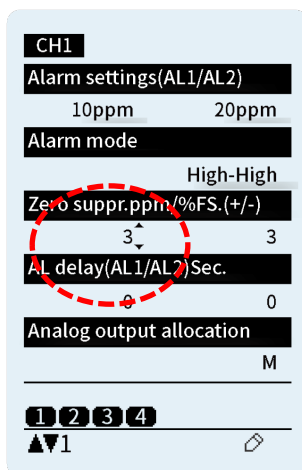 CH1
Alarm settings(AL1/AL2)
10ppm 20ppm
Alarm mode
High-High
Zero suppr.ppm/%FS.(+/-)
3 3
AL delay(AL1/AL2)Sec.
0 0
Analog output allocation
M
1 2 3 4
▲▼1